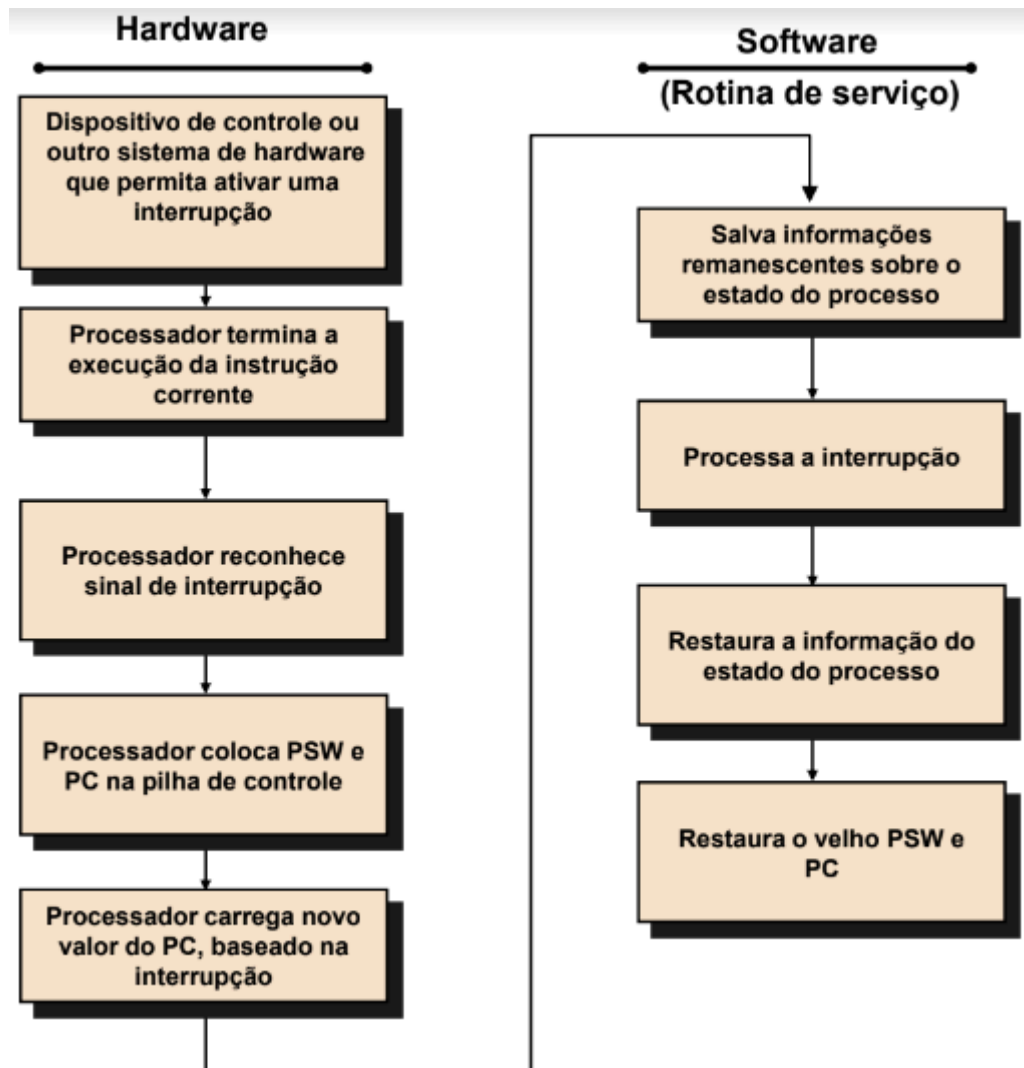 Hardware
Dispositivo de controle ou
outro sistema de hardware
que permita ativar uma
interrupção
Processador termina a
execução da instrução
corrente
Processador reconhece
sinal de interrupção
Processador coloca PSW e
PC na pilha de controle
Processador carrega novo
valor do PC, baseado na
interrupção
Software
(Rotina de serviço)
Salva informações
remanescentes sobre o
estado do processo
Processa a interrupção
Restaura a informação do
estado do processo
Restaura o velho PSW e
PC